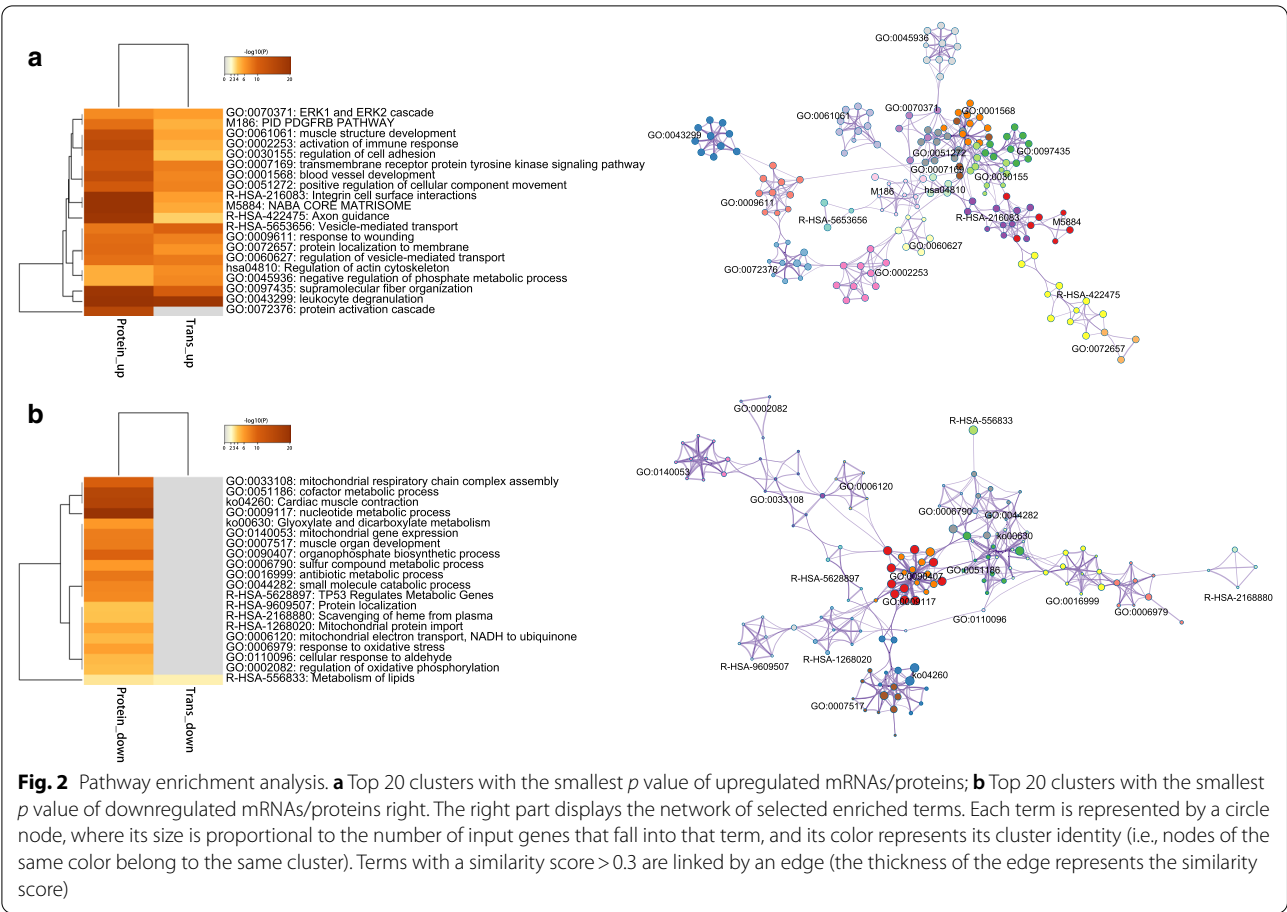 a
-log10(P)
0 2 3 4 6 10 20
GO:0070371: ERK1 and ERK2 cascade
M186: PID PDGFRB PATHWAY
GO:0061061: muscle structure development
GO:0002253: activation of immune response
GO:0030155: regulation of cell adhesion
GO:0007169: transmembrane receptor protein tyrosine kinase signaling pathway
GO:0001568: blood vessel development
GO:0051272: positive regulation of cellular component movement
R-HSA-216083: Integrin cell surface interactions
M5884: NABA CORE MATRISOME
R-HSA-422475: Axon guidance
R-HSA-5653656: Vesicle-mediated transport
GO:0009611: response to wounding
GO:0072657: protein localization to membrane
GO:0060627: regulation of vesicle-mediated transport
hsa04810: Regulation of actin cytoskeleton
GO:0045936: negative regulation of phosphate metabolic process
GO:0097435: supramolecular fiber organization
GO:0043299: leukocyte degranulation
GO:0072376: protein activation cascade
Protein_up
Trans_up
GO:0045936
GO:0070371
GO:0001568
GO:0061061
GO:0043299
GO:0097435
GO:0051272
GO:0007169
GO:0030155
M186
hsa04810
GO:0009611
R-HSA-5653656
R-HSA-216083
M5884
GO:0060627
GO:0072376
GO:0002253
R-HSA-422475
GO:0072657
b
-log10(P)
0 2 3 4 6 10 20
GO:0033108: mitochondrial respiratory chain complex assembly
GO:0051186: cofactor metabolic process
ko04260: Cardiac muscle contraction
GO:0009117: nucleotide metabolic process
ko00630: Glyoxylate and dicarboxylate metabolism
GO:0140053: mitochondrial gene expression
GO:0007517: muscle organ development
GO:0090407: organophosphate biosynthetic process
GO:0006790: sulfur compound metabolic process
GO:0016999: antibiotic metabolic process
GO:0044282: small molecule catabolic process
R-HSA-5628897: TP53 Regulates Metabolic Genes
R-HSA-9609507: Protein localization
R-HSA-2168880: Scavenging of heme from plasma
R-HSA-1268020: Mitochondrial protein import
GO:0006120: mitochondrial electron transport, NADH to ubiquinone
GO:0006979: response to oxidative stress
GO:0110096: cellular response to aldehyde
GO:0002082: regulation of oxidative phosphorylation
R-HSA-556833: Metabolism of lipids
Protein_down
Trans_down
GO:0002082
R-HSA-556833
GO:0140053
GO:0006120
GO:0033108
GO:0006790
GO:0044282
ko00630
R-HSA-5628897
GO:0090407
GO:0051186
GO:0009117
GO:0110096
GO:0016999
GO:0006979
R-HSA-2168880
R-HSA-9609507
R-HSA-1268020
ko04260
GO:0007517
Fig. 2 Pathway enrichment analysis. a Top 20 clusters with the smallest p value of upregulated mRNAs/proteins; b Top 20 clusters with the smallest
p value of downregulated mRNAs/proteins right. The right part displays the network of selected enriched terms. Each term is represented by a circle
node, where its size is proportional to the number of input genes that fall into that term, and its color represents its cluster identity (i.e., nodes of the
same color belong to the same cluster). Terms with a similarity score > 0.3 are linked by an edge (the thickness of the edge represents the similarity
score)